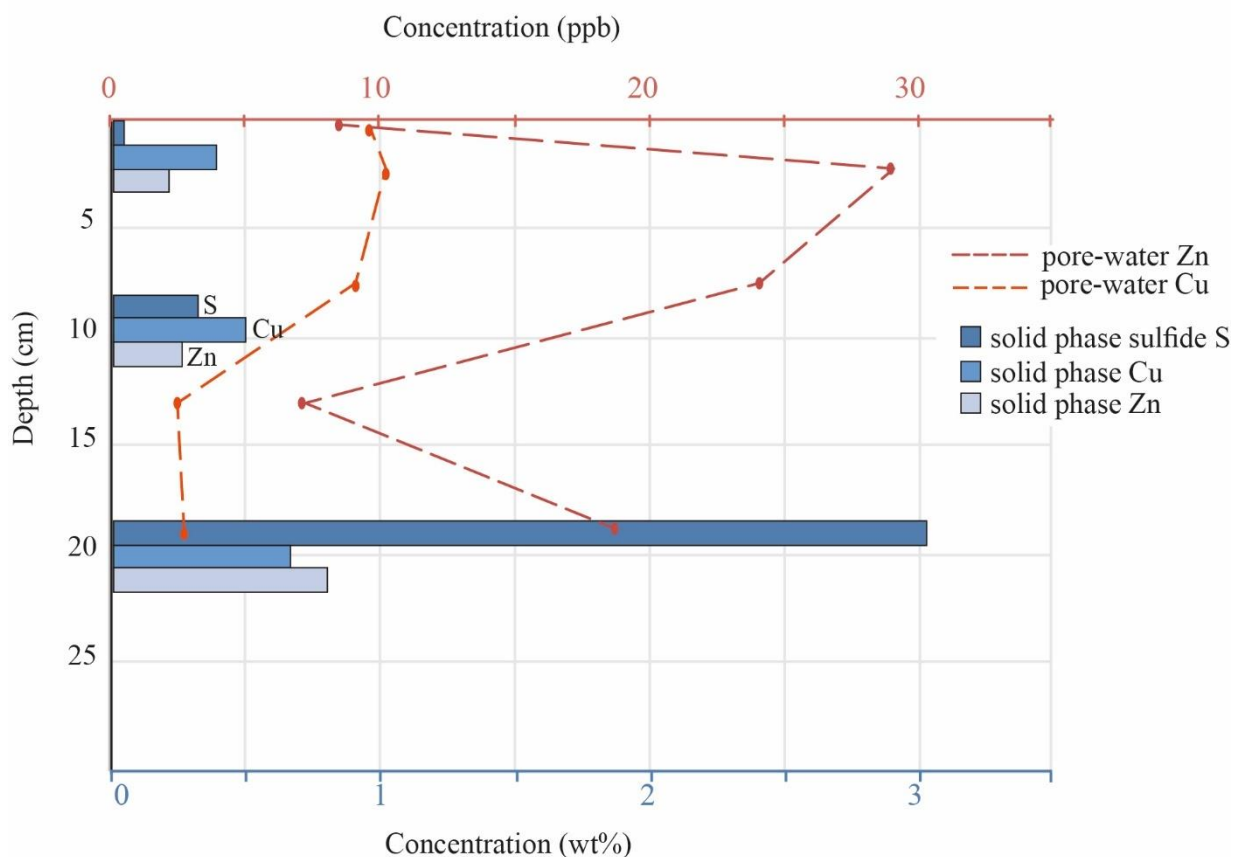 Concentration (ppb)
0 10 20 30
5
10
15
20
25
Depth (cm)
S
Cu
Zn
pore-water Zn
pore-water Cu
solid phase sulfide S
solid phase Cu
solid phase Zn
0 1 2 3
Concentration (wt%)